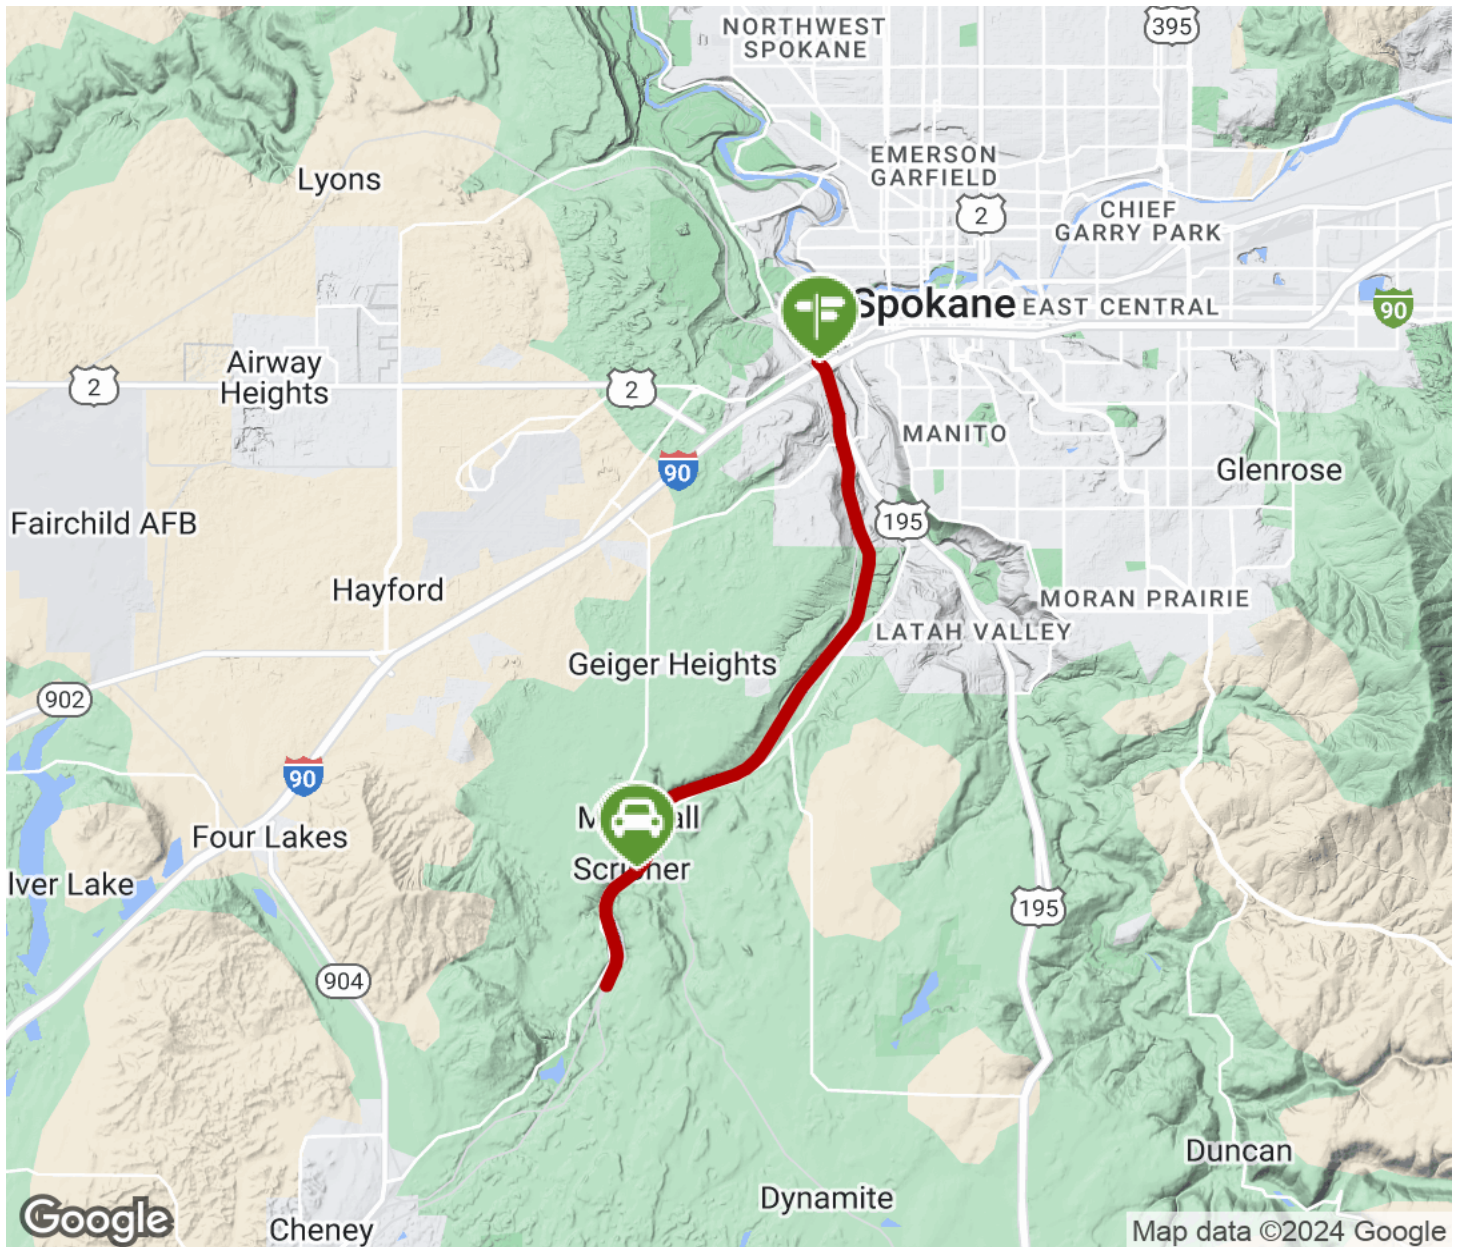 395
NORTHWEST
SPOKANE
Lyons
EMERSON
GARFIELD
2
CHIEF
GARRY PARK
Spokane
EAST CENTRAL
90
Airway
Heights
2
2
MANITO
90
Glenrose
Fairchild AFB
195
Hayford
MORAN PRAIRIE
LATAH VALLEY
Geiger Heights
902
90
Four Lakes
lver Lake
195
904
Duncan
Dynamite
Google
Cheney
Map data ©2024 Google